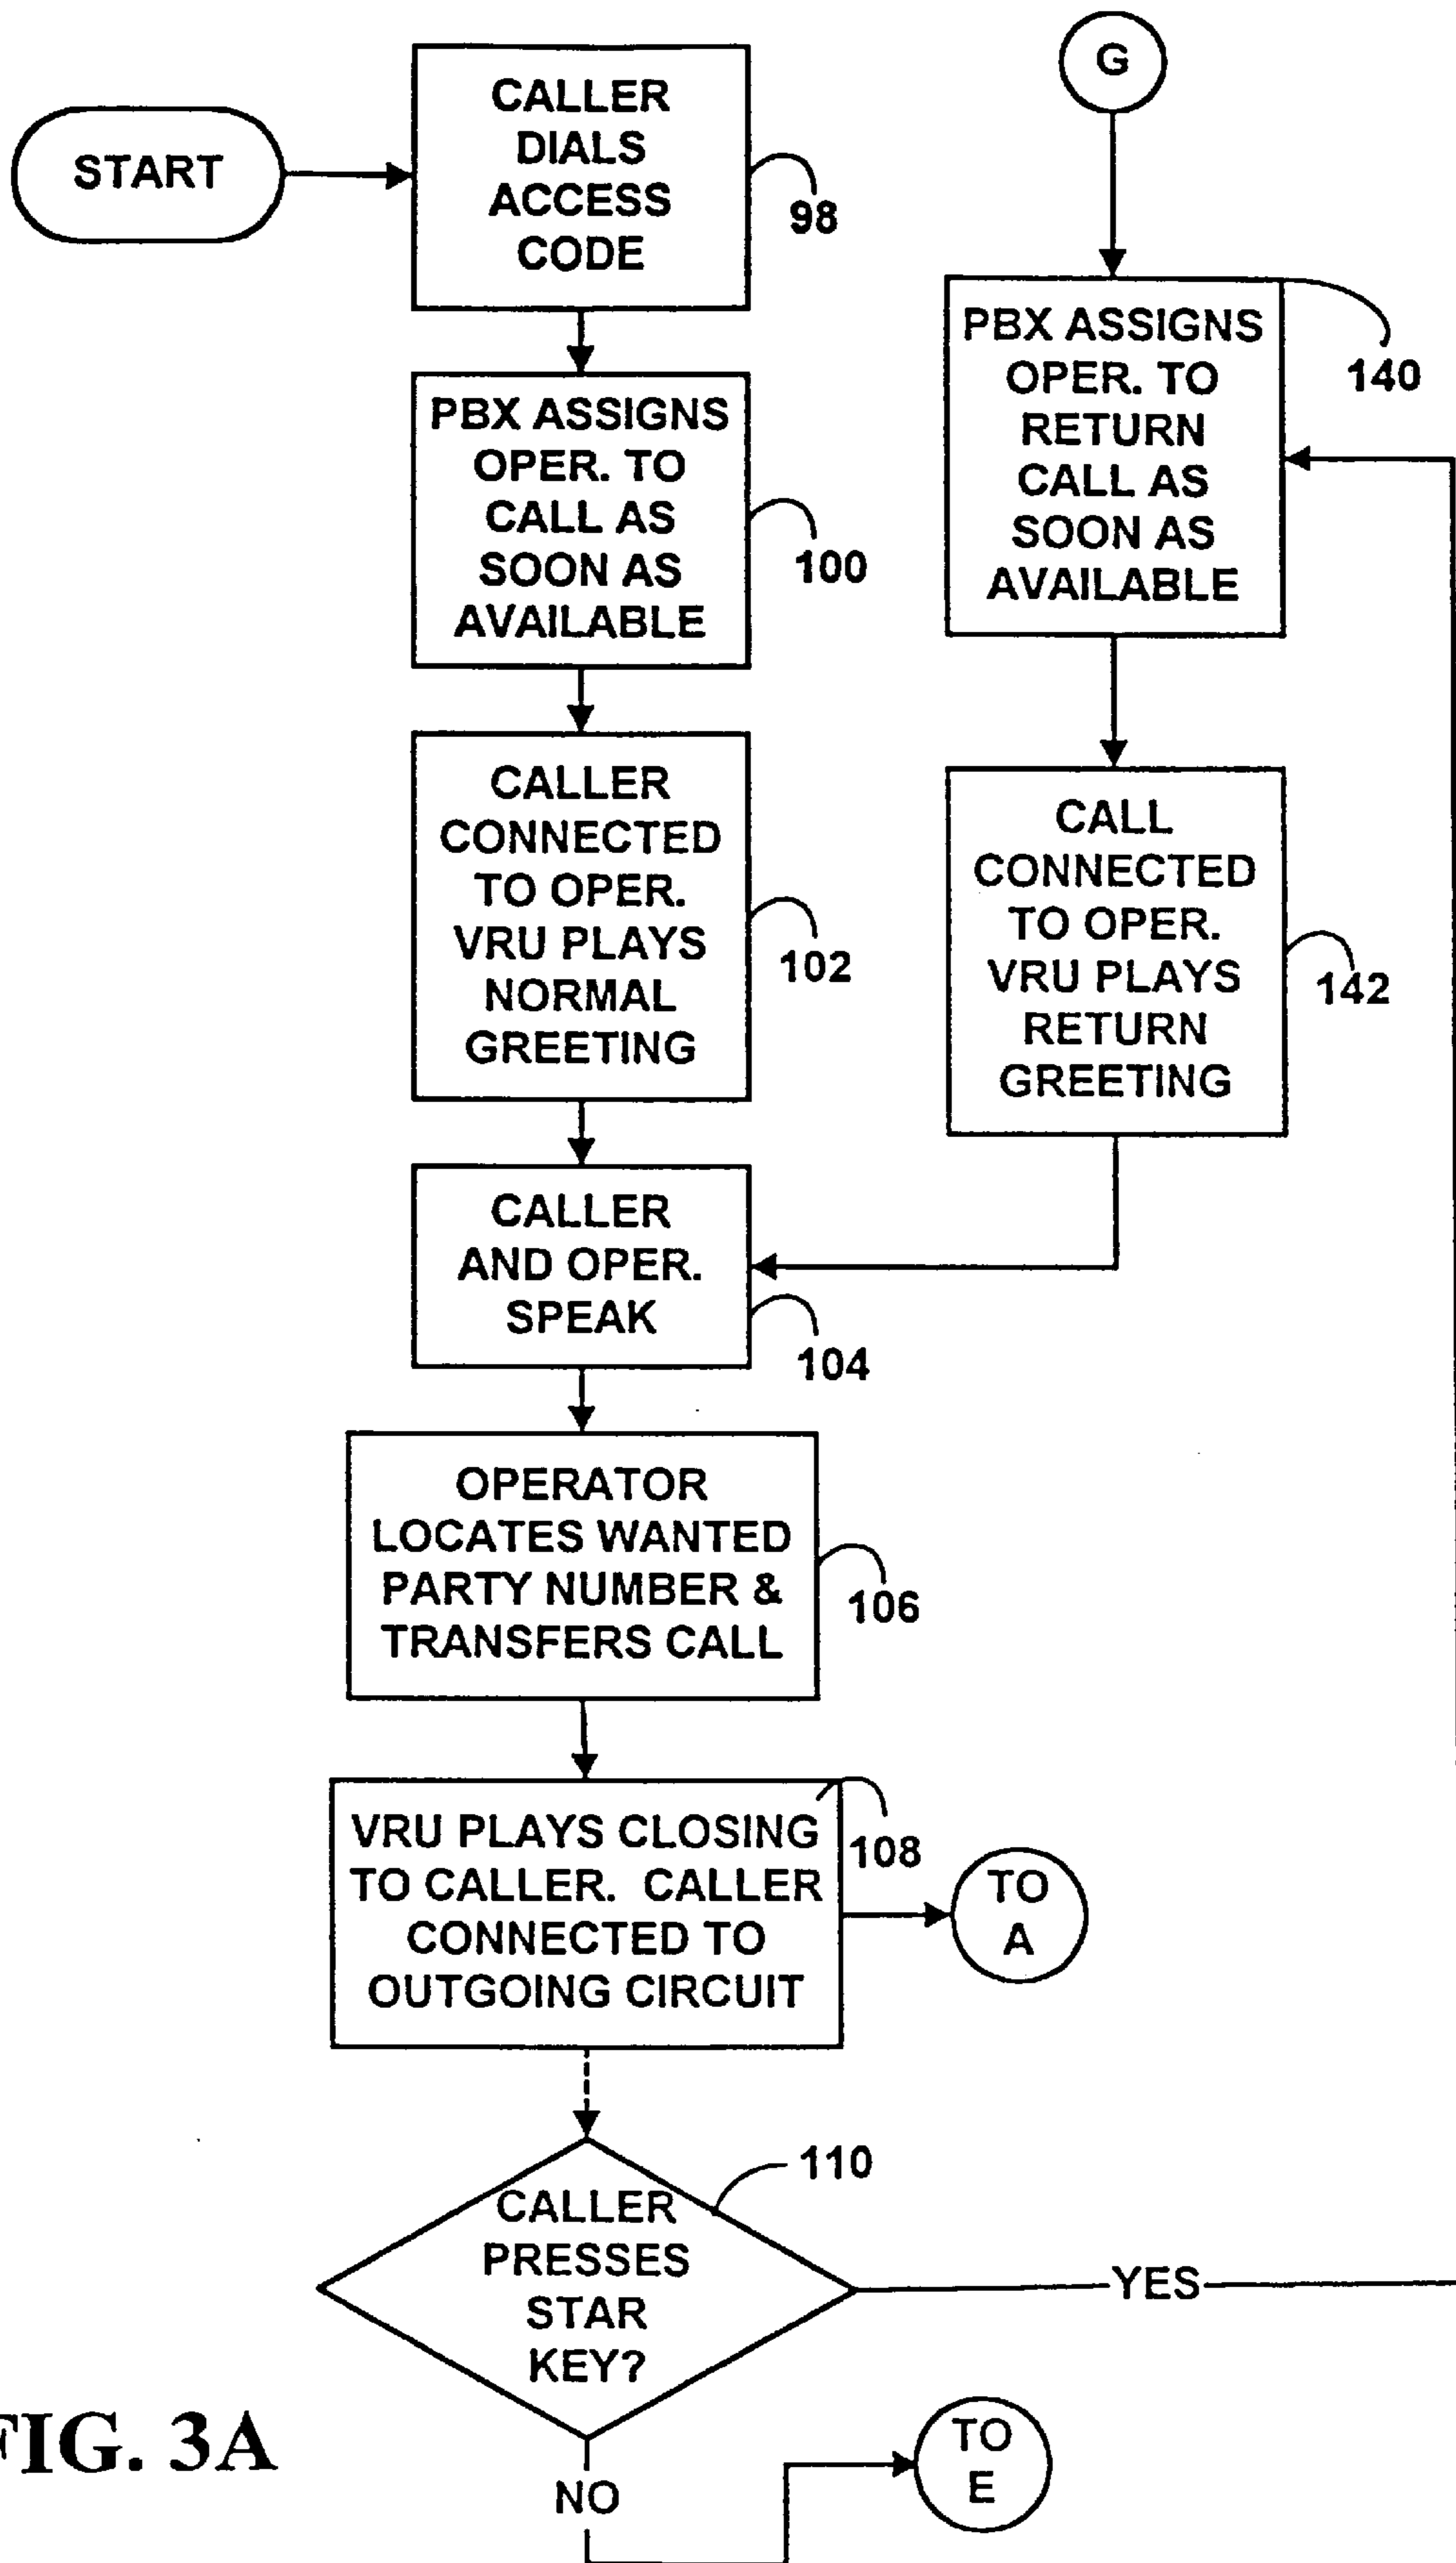 START
CALLER
DIALS
ACCESS
CODE
98
PBX ASSIGNS
OPER. TO
CALL AS
SOON AS
AVAILABLE
100
CALLER
CONNECTED
TO OPER.
VRU PLAYS
NORMAL
GREETING
102
CALLER
AND OPER.
SPEAK
104
OPERATOR
LOCATES WANTED
PARTY NUMBER &
TRANSFERS CALL
106
VRU PLAYS CLOSING
TO CALLER. CALLER
CONNECTED TO
OUTGOING CIRCUIT
108
TO
A
CALLER
PRESSES
STAR
KEY?
110
YES
NO
TO
E
G
PBX ASSIGNS
OPER. TO
RETURN
CALL AS
SOON AS
AVAILABLE
140
CALL
CONNECTED
TO OPER.
VRU PLAYS
RETURN
GREETING
142
FIG. 3A